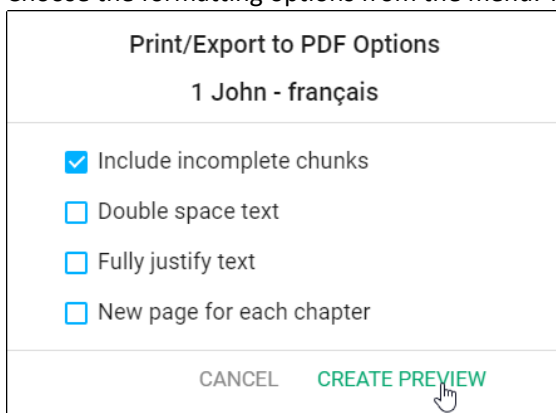 Choose the formatting options from the menu.
Print/Export to PDF Options
1 John - français
Include incomplete chunks
Double space text
Fully justify text
New page for each chapter
CANCEL CREATE PREVIEW